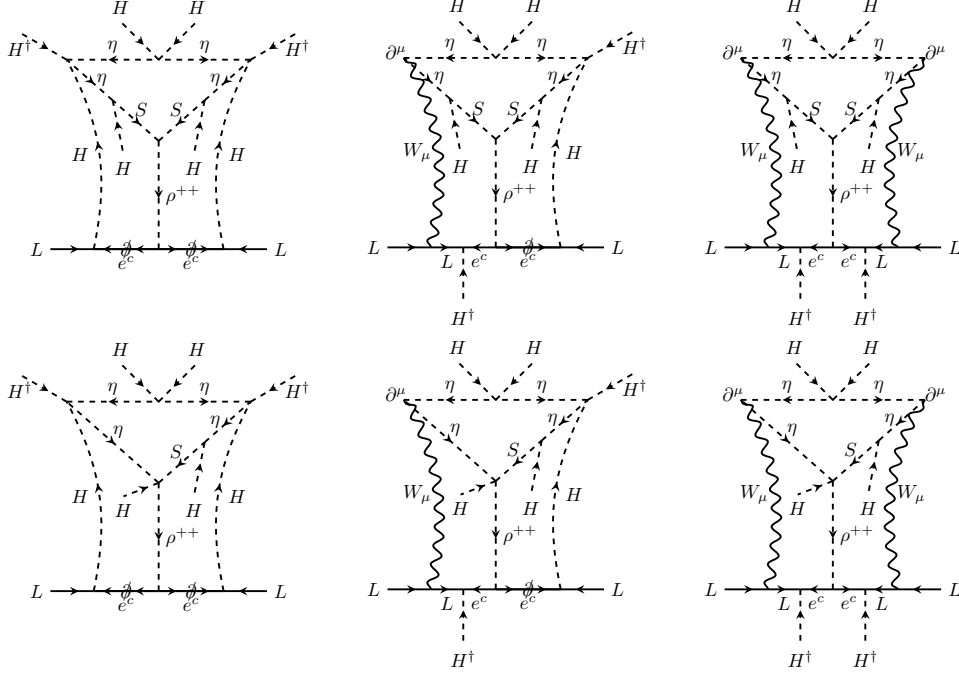 H H H H H H
H† H† H†
η η ∂^μ η η ∂^μ η η ∂^μ
η η η η η η
S S S S S S
H H H H W_μ H H H W_μ H H W_μ
ρ⁺⁺ ρ⁺⁺ ρ⁺⁺
L ∂̸ ∂̸ L L ∂̸ L L L
e^c e^c L e^c e^c L e^c e^c L
H† H† H†
H H H H H H
H† H† H†
η η ∂^μ η η ∂^μ η η ∂^μ
η η η η η η
S S S
H H H H W_μ H H H W_μ H H W_μ
ρ⁺⁺ ρ⁺⁺ ρ⁺⁺
L ∂̸ ∂̸ L L ∂̸ L L L
e^c e^c L e^c e^c L e^c e^c L
H† H† H†